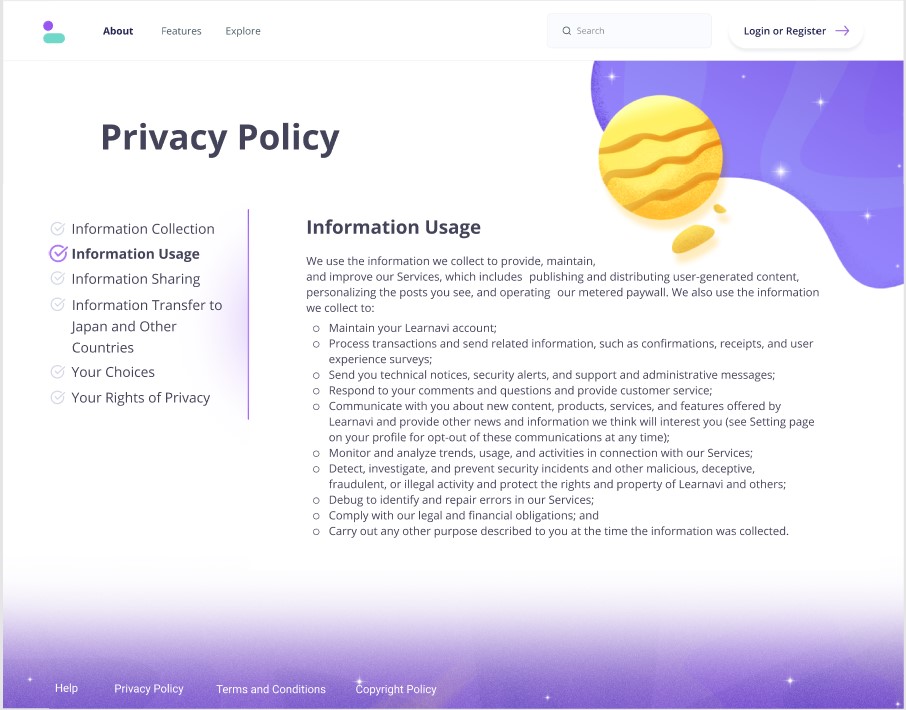 About
Features
Explore
Search
Login or Register
Privacy Policy
Information Collection
Information Usage
Information Sharing
Information Transfer to
Japan and Other
Countries
Your Choices
Your Rights of Privacy
Information Usage
We use the information we collect to provide, maintain,
and improve our Services, which includes publishing and distributing user-generated content,
personalizing the posts you see, and operating our metered paywall. We also use the information
we collect to:
Maintain your Learnavi account;
Process transactions and send related information, such as confirmations, receipts, and user
experience surveys;
Send you technical notices, security alerts, and support and administrative messages;
Respond to your comments and questions and provide customer service;
Communicate with you about new content, products, services, and features offered by
Learnavi and provide other news and information we think will interest you (see Setting page
on your profile for opt-out of these communications at any time);
Monitor and analyze trends, usage, and activities in connection with our Services;
Detect, investigate, and prevent security incidents and other malicious, deceptive,
fraudulent, or illegal activity and protect the rights and property of Learnavi and others;
Debug to identify and repair errors in our Services;
Comply with our legal and financial obligations; and
Carry out any other purpose described to you at the time the information was collected.
Help
Privacy Policy
Terms and Conditions
Copyright Policy